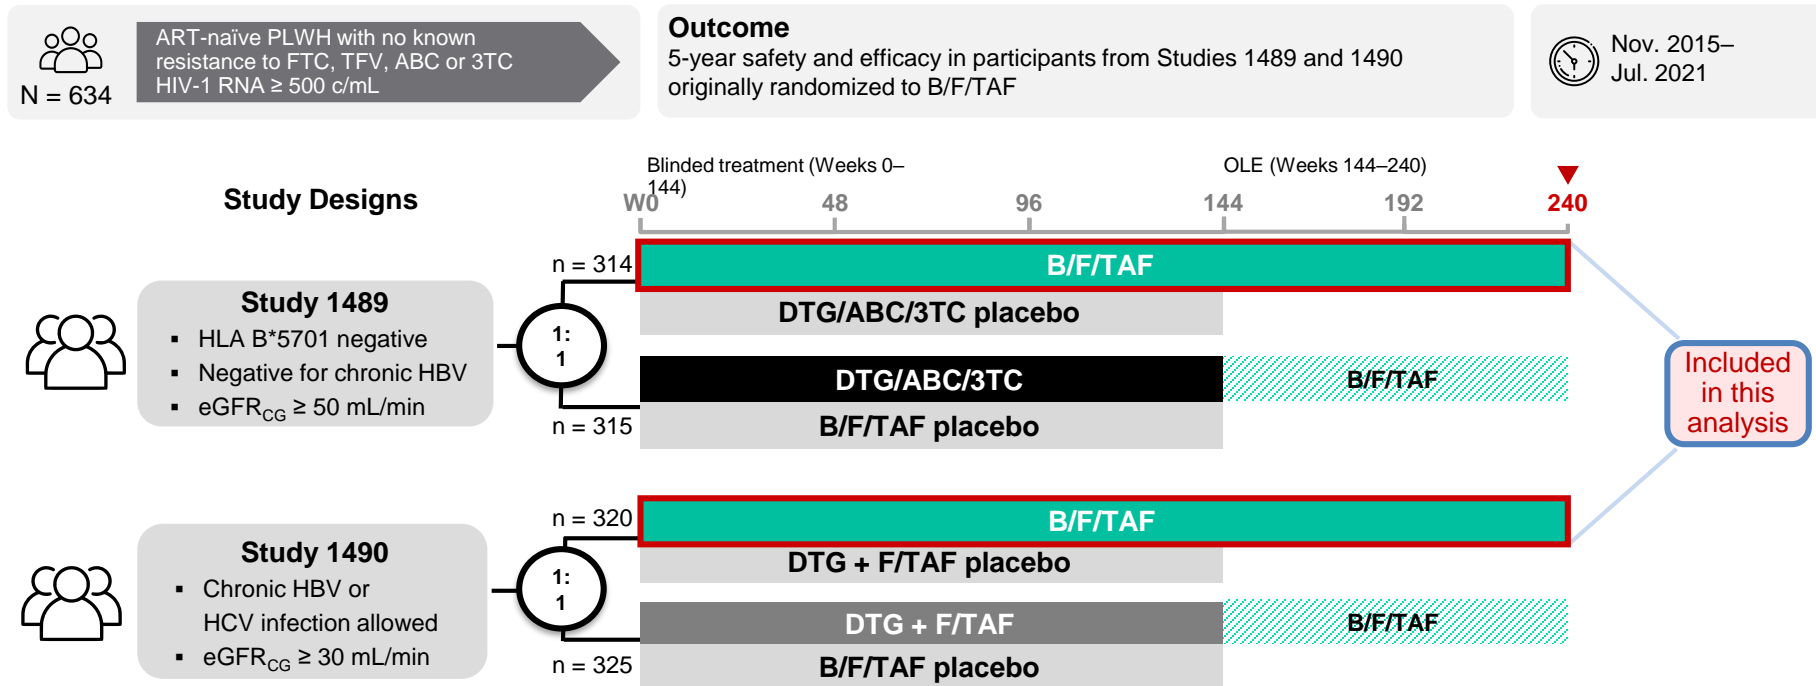 N = 634
ART-naïve PLWH with no known
resistance to FTC, TFV, ABC or 3TC
HIV-1 RNA ≥ 500 c/mL
Outcome
5-year safety and efficacy in participants from Studies 1489 and 1490
originally randomized to B/F/TAF
Nov. 2015–
Jul. 2021
Study Designs
Blinded treatment (Weeks 0–
144)
OLE (Weeks 144–240)
W0 48 96 144 192 240
Study 1489
▪ HLA B*5701 negative
▪ Negative for chronic HBV
▪ eGFRCG ≥ 50 mL/min
1:
1
n = 314
B/F/TAF
DTG/ABC/3TC placebo
DTG/ABC/3TC
B/F/TAF
n = 315
B/F/TAF placebo
Included
in this
analysis
Study 1490
▪ Chronic HBV or
HCV infection allowed
▪ eGFRCG ≥ 30 mL/min
1:
1
n = 320
B/F/TAF
DTG + F/TAF placebo
DTG + F/TAF
B/F/TAF
n = 325
B/F/TAF placebo